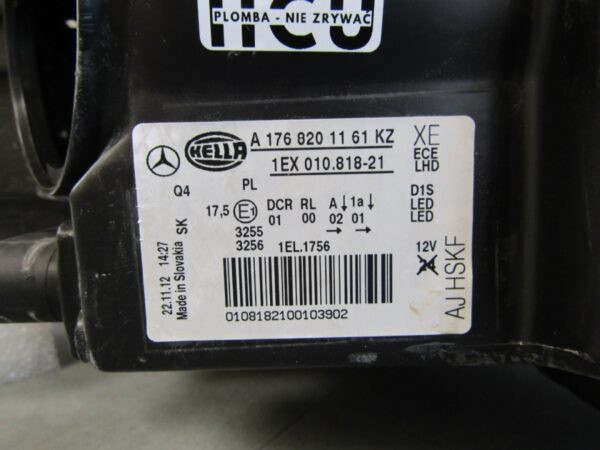 PLOMBA - NIE ZRYWAĆ
HCU
HELLA
A 176 820 11 61 KZ
XE
1EX 010.818-21
ECE
LHD
Q4
PL
D1S
LED
LED
17,5 E1 DCR RL A↓ 1a↓
01 00 02 01
→ →
3255
3256 1EL.1756
12V
0108182100103902
22.11.12 14:27
Made in Slovakia SK
AJ HSKF